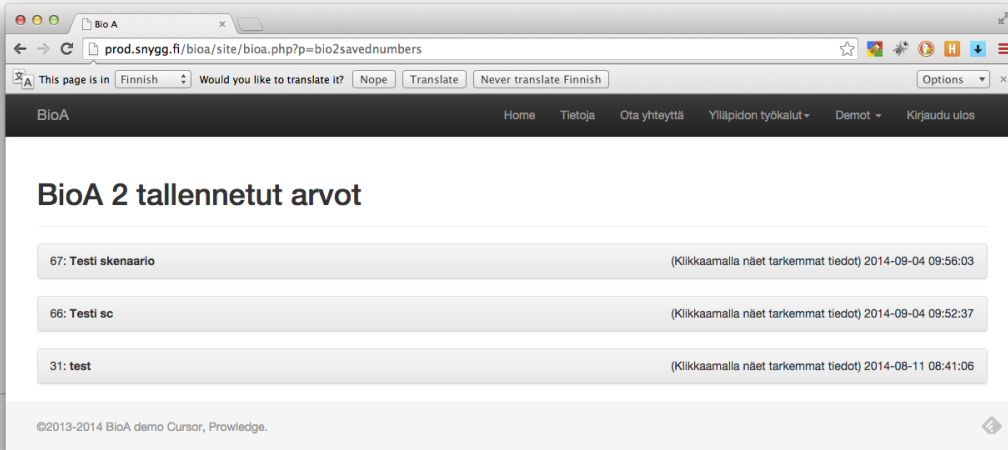 Bio A
prod.snygg.fi/bioa/site/bioa.php?p=bio2savednumbers
This page is in Finnish Would you like to translate it? Nope Translate Never translate Finnish Options
BioA Home Tietoja Ota yhteyttä Ylläpidon työkalut Demot Kirjaudu ulos
BioA 2 tallennetut arvot
67: Testi skenaario (Klikkaamalla näet tarkemmat tiedot) 2014-09-04 09:56:03
66: Testi sc (Klikkaamalla näet tarkemmat tiedot) 2014-09-04 09:52:37
31: test (Klikkaamalla näet tarkemmat tiedot) 2014-08-11 08:41:06
©2013-2014 BioA demo Cursor, Prowledge.